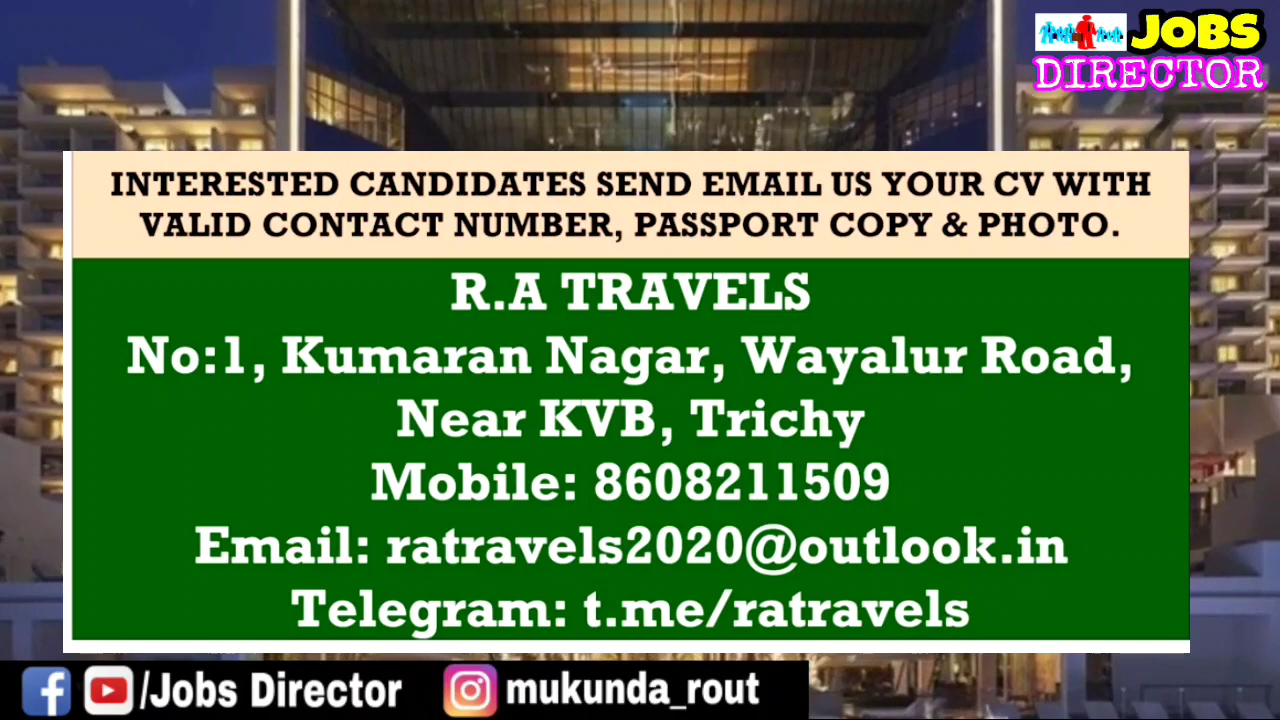 JOBS
DIRECTOR
INTERESTED CANDIDATES SEND EMAIL US YOUR CV WITH
VALID CONTACT NUMBER, PASSPORT COPY & PHOTO.
R.A TRAVELS
No:1, Kumaran Nagar, Wayalur Road,
Near KVB, Trichy
Mobile: 8608211509
Email: ratravels2020@outlook.in
Telegram: t.me/ratravels
/Jobs Director mukunda_rout